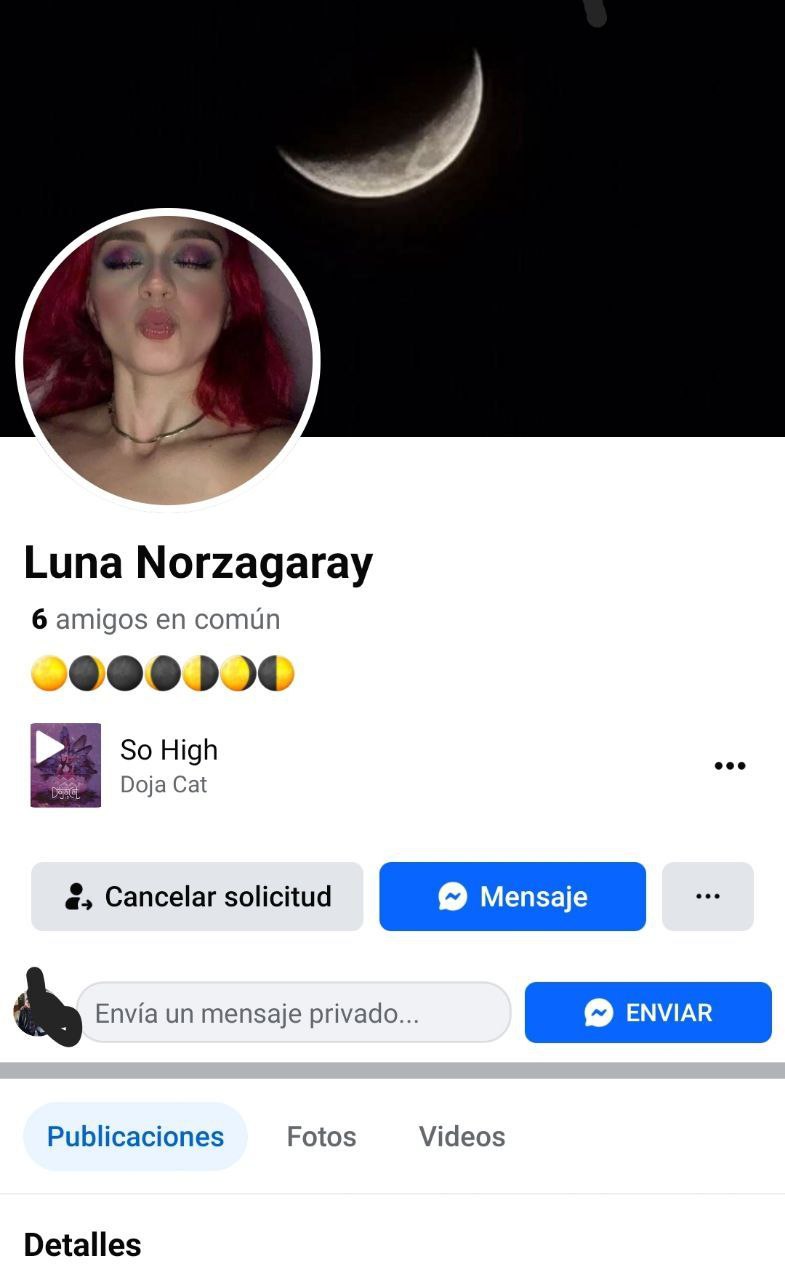 Luna Norzagaray
6 amigos en común
So High
Doja Cat
Cancelar solicitud
Mensaje
Envía un mensaje privado...
ENVIAR
Publicaciones
Fotos
Videos
Detalles